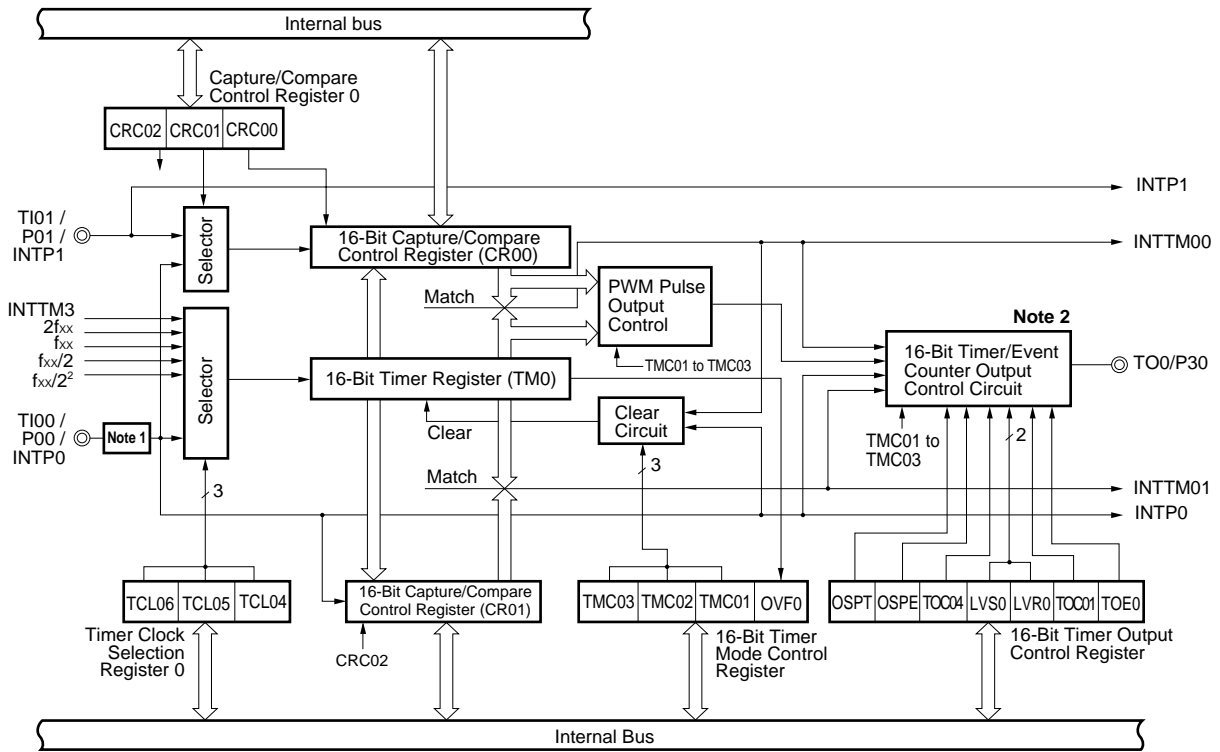 Internal bus
Capture/Compare
Control Register 0
CRC02 CRC01 CRC00
INTP1
TI01 /
P01 /
INTP1
Selector
16-Bit Capture/Compare
Control Register (CR00)
INTTM00
Match
PWM Pulse
Output
Control
TMC01 to TMC03
INTTM3
2fxx
fxx
fxx/2
fxx/2²
Selector
Note 2
16-Bit Timer/Event
Counter Output
Control Circuit
TO0/P30
16-Bit Timer Register (TM0)
Clear
Clear
Circuit
TI00 /
P00 /
INTP0
Note 1
TMC01 to
TMC03
2
3
3
Match
INTTM01
INTP0
TCL06 TCL05 TCL04
Timer Clock
Selection
Register 0
16-Bit Capture/Compare
Control Register (CR01)
CRC02
TMC03 TMC02 TMC01 OVF0
16-Bit Timer
Mode Control
Register
OSPT OSPE TOC04 LVS0 LVR0 TOC01 TOE0
16-Bit Timer Output
Control Register
Internal Bus